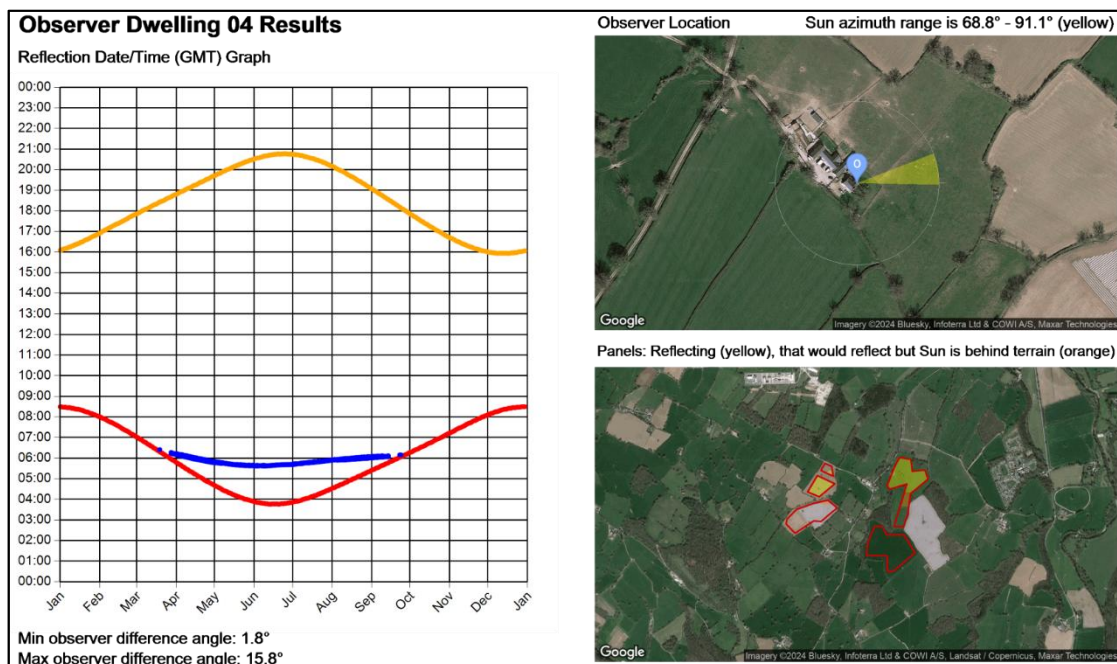 Observer Dwelling 04 Results
Reflection Date/Time (GMT) Graph
00:00
23:00
22:00
21:00
20:00
19:00
18:00
17:00
16:00
15:00
14:00
13:00
12:00
11:00
10:00
09:00
08:00
07:00
06:00
05:00
04:00
03:00
02:00
01:00
00:00
Jan Feb Mar Apr May Jun Jul Aug Sep Oct Nov Dec Jan
Min observer difference angle: 1.8°
Max observer difference angle: 15.8°
Observer Location Sun azimuth range is 68.8° - 91.1° (yellow)
O
Google
Imagery ©2024 Bluesky, Infoterra Ltd & COWI A/S, Maxar Technologies
Panels: Reflecting (yellow), that would reflect but Sun is behind terrain (orange)
Google
Imagery ©2024 Bluesky, Infoterra Ltd & COWI A/S, Landsat / Copernicus, Maxar Technologies